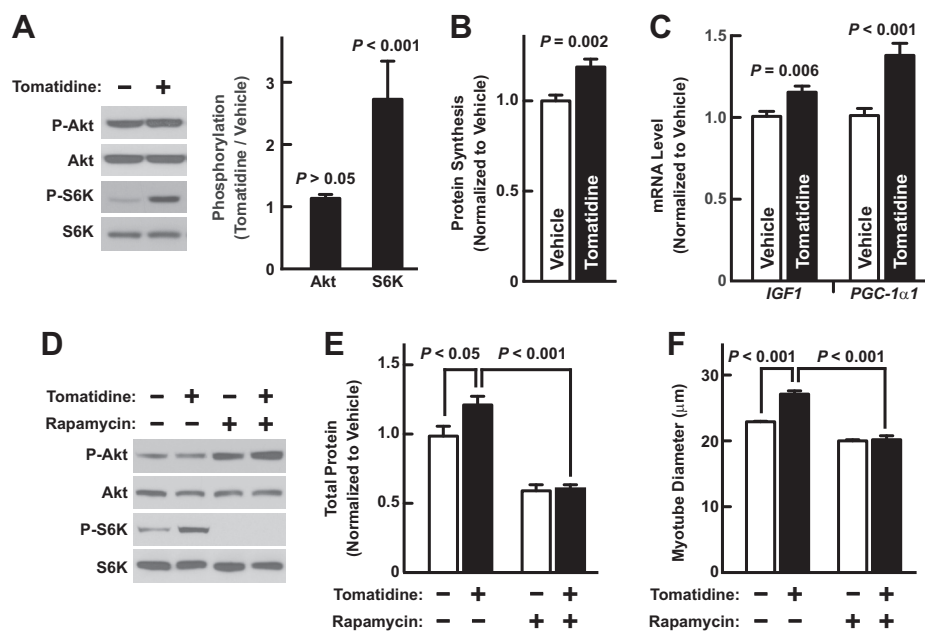 A
Tomatidine: – +
P-Akt
Akt
P-S6K
S6K
Phosphorylation
(Tomatidine / Vehicle)
3
2
1
0
P > 0.05
P < 0.001
Akt S6K
B
Protein Synthesis
(Normalized to Vehicle)
1.0
0.5
0
P = 0.002
Vehicle
Tomatidine
C
mRNA Level
(Normalized to Vehicle)
1.5
1.0
0.5
0
P = 0.006
P < 0.001
Vehicle
Tomatidine
Vehicle
Tomatidine
IGF1 PGC-1α1
D
Tomatidine: – + – +
Rapamycin: – – + +
P-Akt
Akt
P-S6K
S6K
E
Total Protein
(Normalized to Vehicle)
1.5
1.0
0.5
0
P < 0.05 P < 0.001
Tomatidine: – + – +
Rapamycin: – – + +
F
Myotube Diameter (μm)
30
20
10
0
P < 0.001 P < 0.001
Tomatidine: – + – +
Rapamycin: – – + +